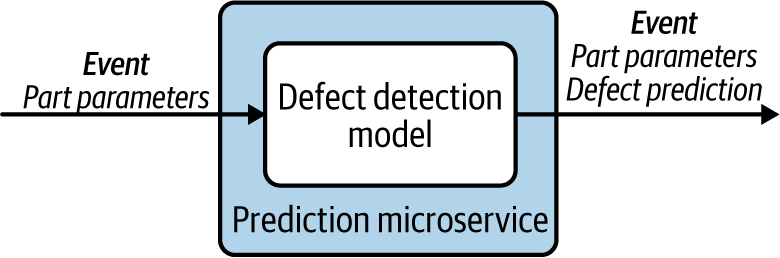 Event
Part parameters
Defect detection
model
Prediction microservice
Event
Part parameters
Defect prediction